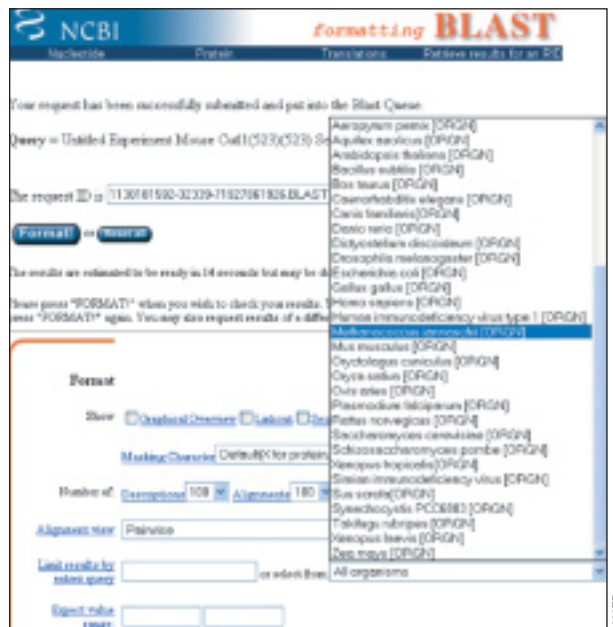 NCBI
formatting BLAST
Nucleotide Protein Translations Retrieve results for an RID
Your request has been successfully submitted and put into the Blast Queue.
Query = Untitled Experiment Mouse
The request ID is
Format! or Reset all
The results are estimated to be ready in 14 seconds but may be
Please press "FORMAT!" when you wish to check your results.
press "FORMAT!" again. You may also request results of a
Aeropyrum pernix [ORGN]
Aquifex aeolicus [ORGN]
Arabidopsis thaliana [ORGN]
Bacillus subtilis [ORGN]
Bos taurus [ORGN]
Caenorhabditis elegans [ORGN]
Canis familiaris[ORGN]
Danio rerio [ORGN]
Dictyostelium discoideum [ORGN]
Drosophila melanogaster [ORGN]
Escherichia coli [ORGN]
Gallus gallus [ORGN]
Homo sapiens [ORGN]
Human immunodeficiency virus type 1 [ORGN]
Methanococcus jannaschii [ORGN]
Mus musculus [ORGN]
Oryctolagus cuniculus [ORGN]
Oryza sativa [ORGN]
Ovis aries [ORGN]
Plasmodium falciparum [ORGN]
Rattus norvegicus [ORGN]
Saccharomyces cerevisiae [ORGN]
Schizosaccharomyces pombe [ORGN]
Xenopus tropicalis[ORGN]
Simian immunodeficiency virus [ORGN]
Sus scrofa[ORGN]
Synechocystis PCC6803 [ORGN]
Takifugu rubripes [ORGN]
Xenopus laevis [ORGN]
Zea mays [ORGN]
Format
Show Graphical Overview Linkout
Masking Character Default(X for protein,
Number of: Descriptions 100 Alignments 100
Alignment view Pairwise
Limit results by
entrez query or select from: All organisms
Expect value
range: